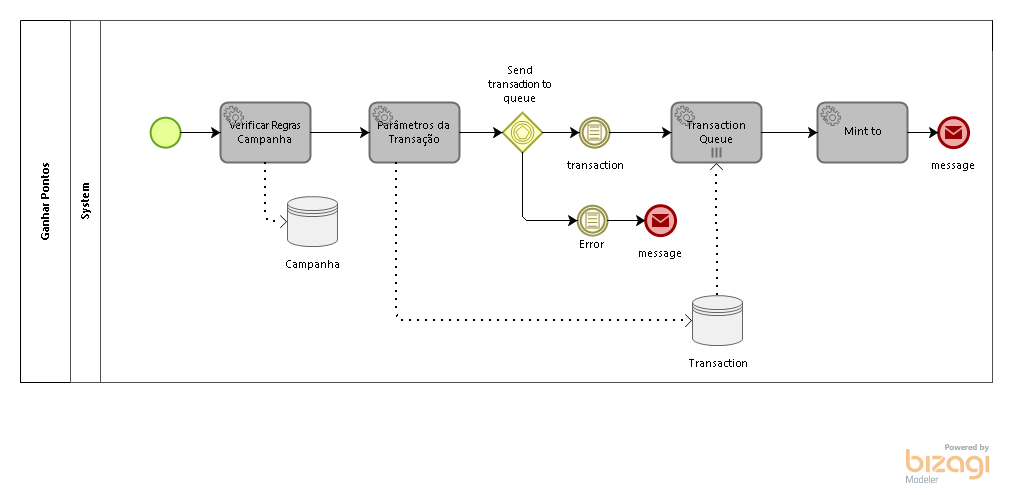 Ganhar Pontos
System
Send
transaction to
queue
Verificar Regras
Campanha
Parâmetros da
Transação
transaction
Transaction
Queue
Mint to
message
Error
message
Campanha
Transaction
Powered by
bizagi
Modeler